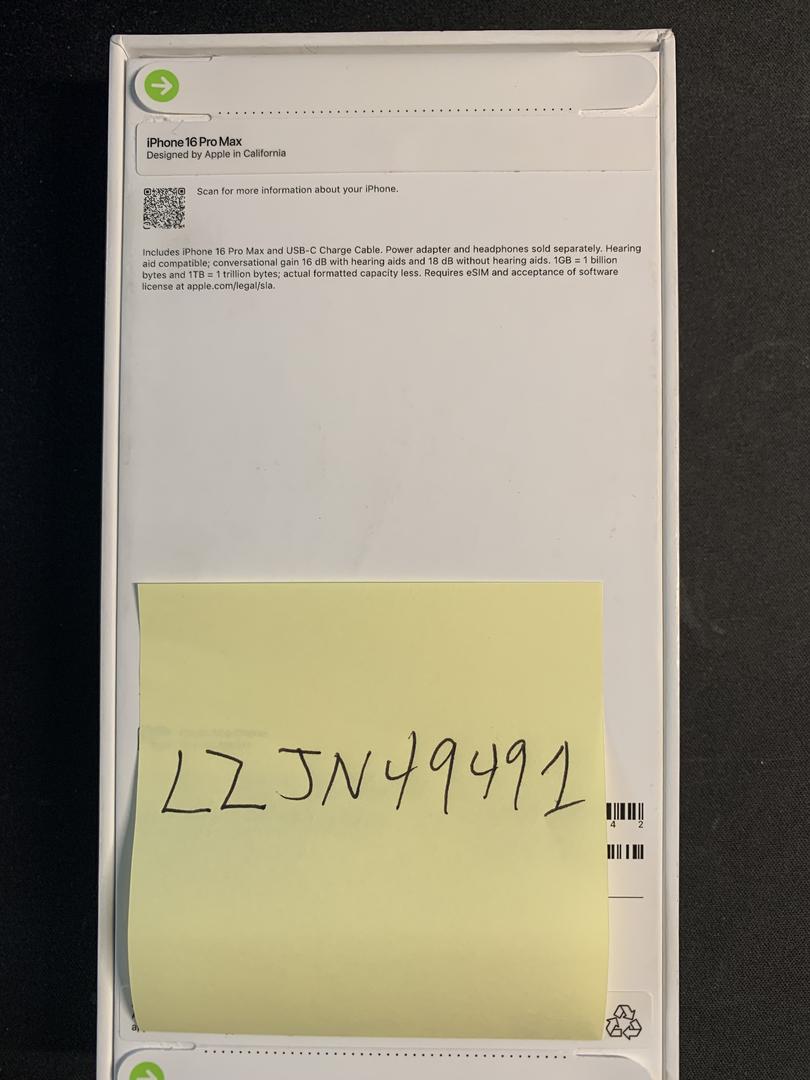 iPhone 16 Pro Max
Designed by Apple in California
Scan for more information about your iPhone.
Includes iPhone 16 Pro Max and USB-C Charge Cable. Power adapter and headphones sold separately. Hearing
aid compatible; conversational gain 16 dB with hearing aids and 18 dB without hearing aids. 1GB = 1 billion
bytes and 1TB = 1 trillion bytes; actual formatted capacity less. Requires eSIM and acceptance of software
license at apple.com/legal/sla.
LZJN49491
4 2